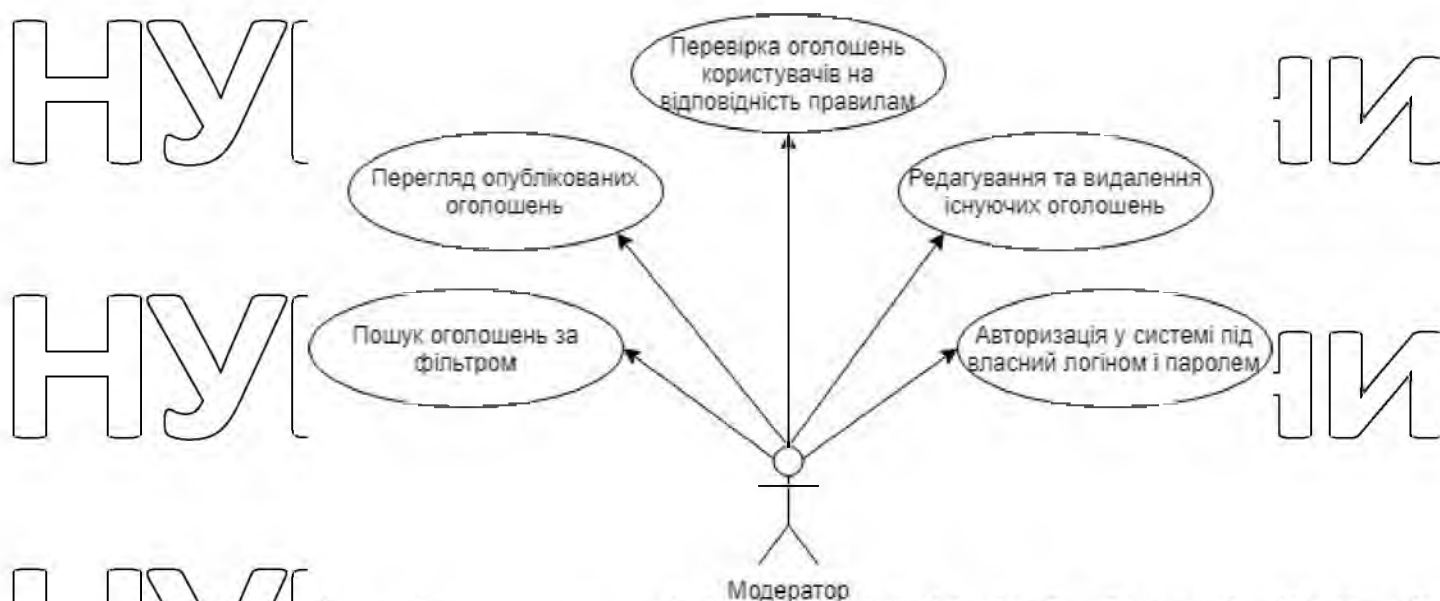 Перевірка оголошень
користувачів на
відповідність правилам
Перегляд опублікованих
оголошень
Редагування та видалення
існуючих оголошень
Пошук оголошень за
фільтром
Авторизація у системі під
власний логіном і паролем
Модератор